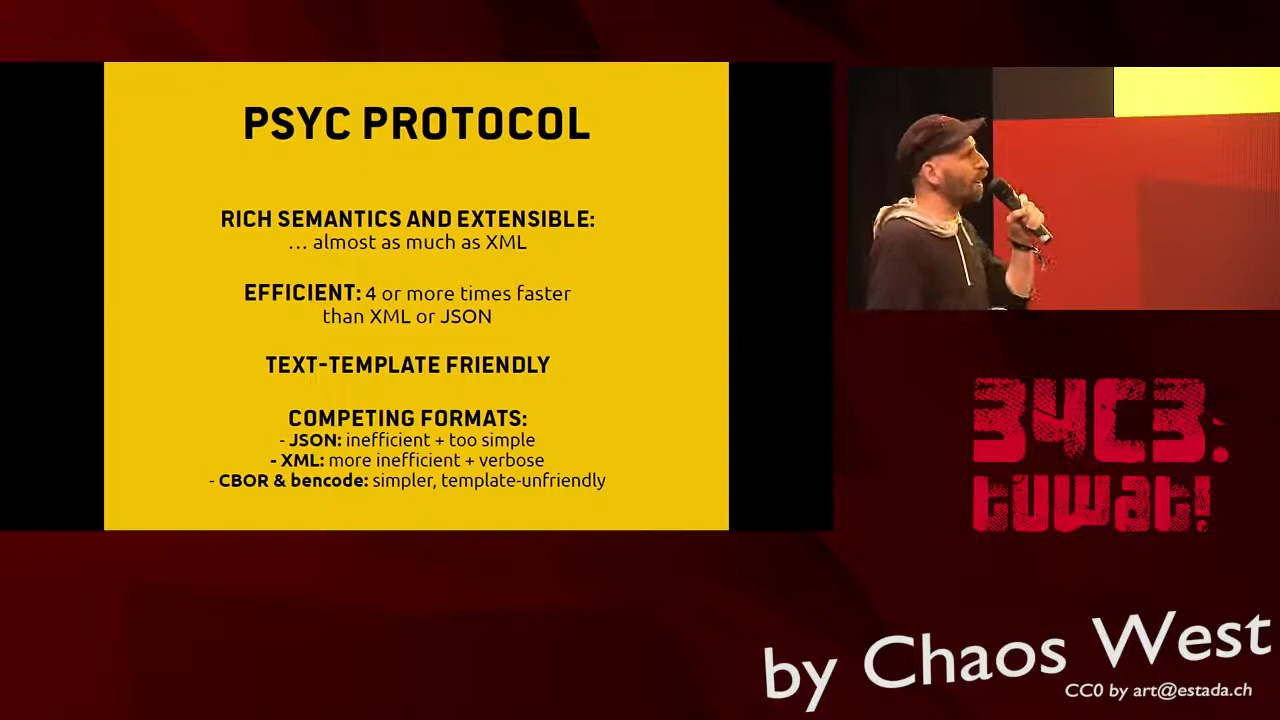 PSYC PROTOCOL
RICH SEMANTICS AND EXTENSIBLE:
... almost as much as XML
EFFICIENT: 4 or more times faster
than XML or JSON
TEXT-TEMPLATE FRIENDLY
COMPETING FORMATS:
- JSON: inefficient + too simple
- XML: more inefficient + verbose
- CBOR & bencode: simpler, template-unfriendly
34C3:
tuwat!
by Chaos West
CC0 by art@estada.ch